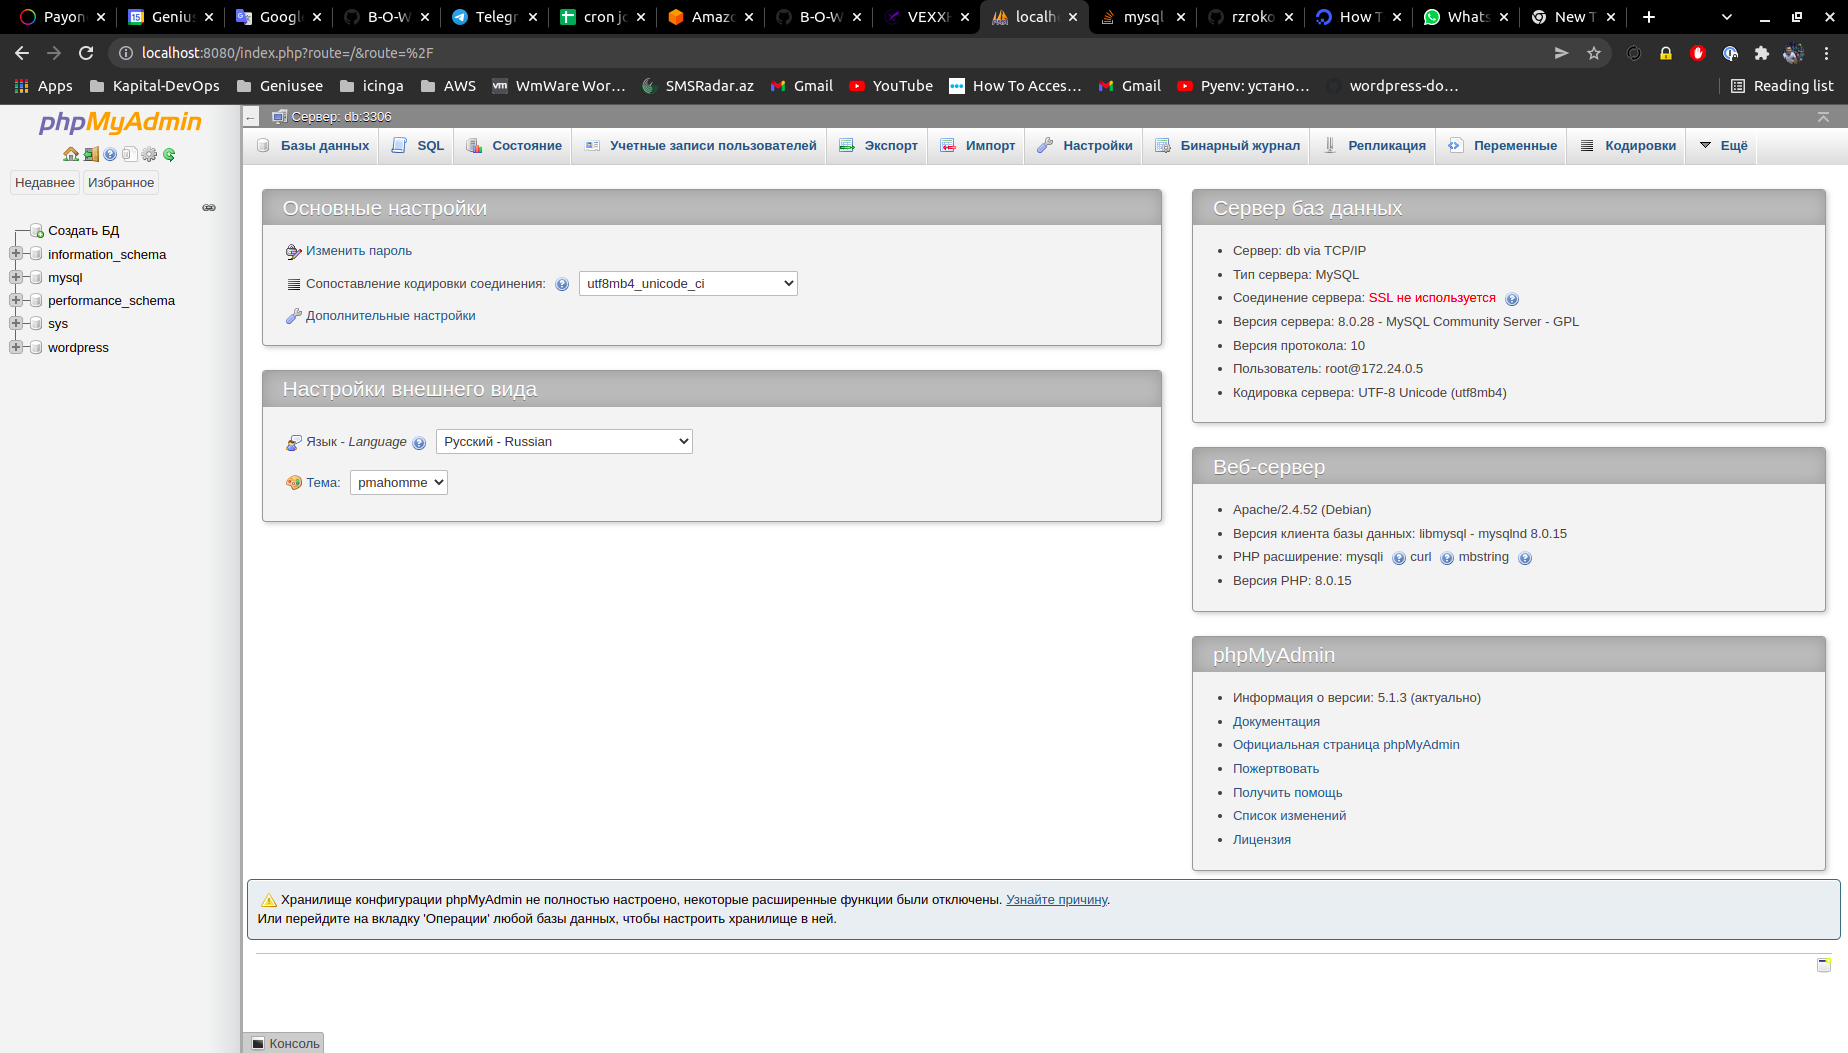 Payon
Genius
Googl
B-O-W
Telegr
cron jo
Amazo
B-O-W
VEXXH
localh
mysql
rzroko
How T
Whats
New T
localhost:8080/index.php?route=/&route=%2F
Apps
Kapital-DevOps
Geniusee
icinga
AWS
WmWare Wor...
SMSRadar.az
Gmail
YouTube
How To Acces...
Gmail
Pyenv: устано...
wordpress-do...
Reading list
phpMyAdmin
Недавнее
Избранное
Создать БД
information_schema
mysql
performance_schema
sys
wordpress
Сервер: db:3306
Базы данных
SQL
Состояние
Учетные записи пользователей
Экспорт
Импорт
Настройки
Бинарный журнал
Репликация
Переменные
Кодировки
Ещё
Основные настройки
Изменить пароль
Сопоставление кодировки соединения:
utf8mb4_unicode_ci
Дополнительные настройки
Настройки внешнего вида
Язык - Language
Русский - Russian
Тема:
pmahomme
Сервер баз данных
Сервер: db via TCP/IP
Тип сервера: MySQL
Соединение сервера: SSL не используется
Версия сервера: 8.0.28 - MySQL Community Server - GPL
Версия протокола: 10
Пользователь: root@172.24.0.5
Кодировка сервера: UTF-8 Unicode (utf8mb4)
Веб-сервер
Apache/2.4.52 (Debian)
Версия клиента базы данных: libmysql - mysqlnd 8.0.15
PHP расширение: mysqli curl mbstring
Версия PHP: 8.0.15
phpMyAdmin
Информация о версии: 5.1.3 (актуально)
Документация
Официальная страница phpMyAdmin
Пожертвовать
Получить помощь
Список изменений
Лицензия
Хранилище конфигурации phpMyAdmin не полностью настроено, некоторые расширенные функции были отключены. Узнайте причину.
Или перейдите на вкладку 'Операции' любой базы данных, чтобы настроить хранилище в ней.
Консоль